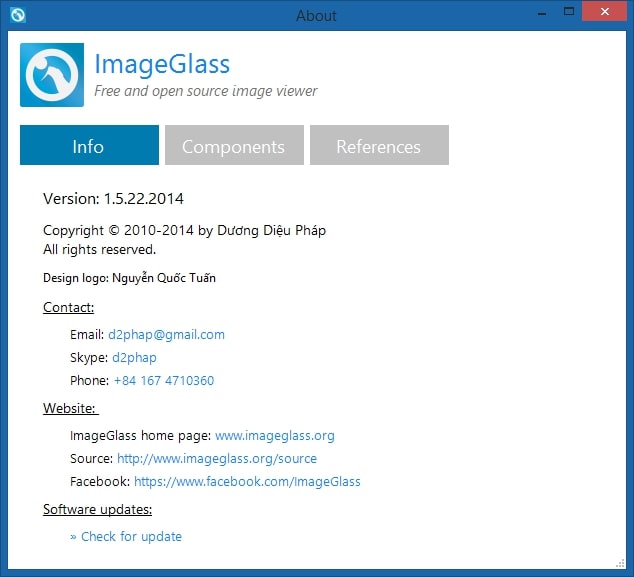 About
ImageGlass
Free and open source image viewer
Info
Components
References
Version: 1.5.22.2014
Copyright © 2010-2014 by Dương Diệu Pháp
All rights reserved.
Design logo: Nguyễn Quốc Tuấn
Contact:
Email: d2phap@gmail.com
Skype: d2phap
Phone: +84 167 4710360
Website:
ImageGlass home page: www.imageglass.org
Source: http://www.imageglass.org/source
Facebook: https://www.facebook.com/ImageGlass
Software updates:
» Check for update